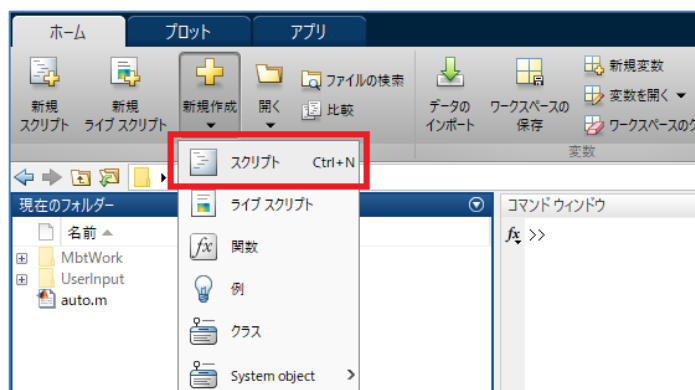 ホーム プロット アプリ
新規
スクリプト
新規
ライブ スクリプト
新規作成
開く
ファイルの検索
比較
データの
インポート
ワークスペースの
保存
新規変数
変数を開く
ワークスペースの
変数
現在のフォルダー
名前
MbtWork
UserInput
auto.m
スクリプト Ctrl+N
ライブ スクリプト
fx 関数
例
クラス
System object
コマンド ウィンドウ
fx >>